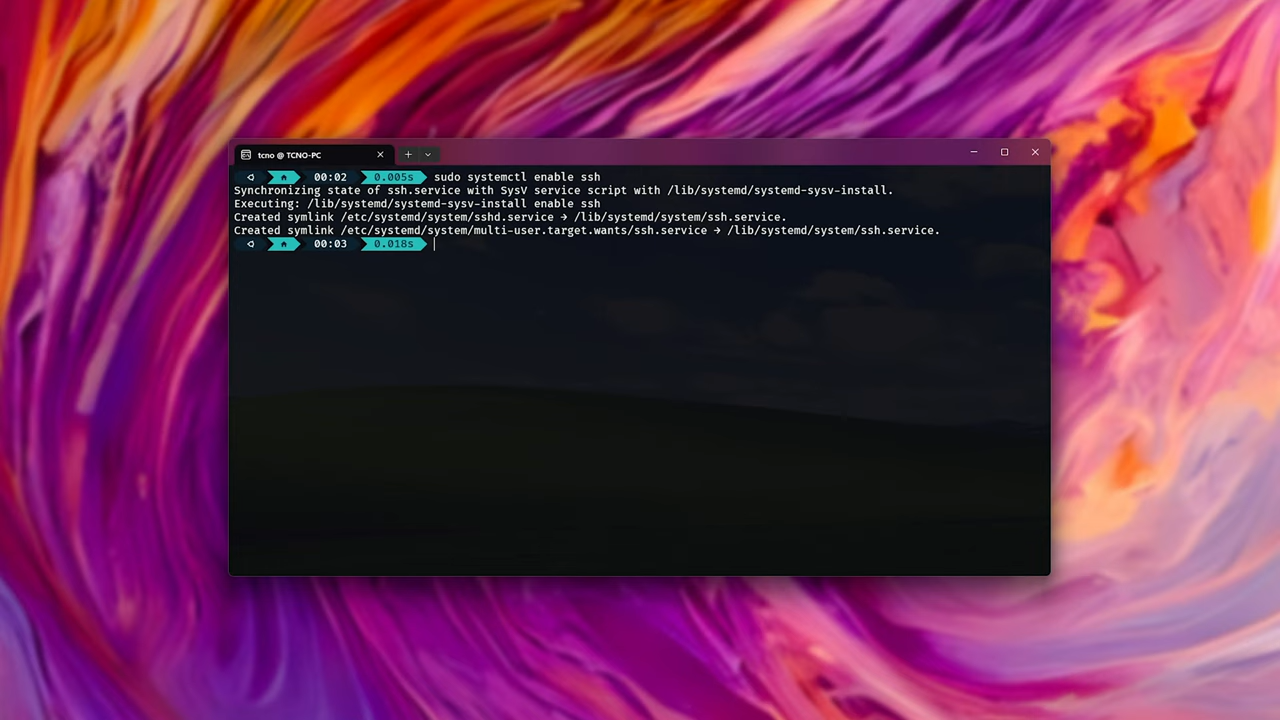 tcno @ TCNO-PC
00:02 0.005s sudo systemctl enable ssh
Synchronizing state of ssh.service with SysV service script with /lib/systemd/systemd-sysv-install.
Executing: /lib/systemd/systemd-sysv-install enable ssh
Created symlink /etc/systemd/system/sshd.service → /lib/systemd/system/ssh.service.
Created symlink /etc/systemd/system/multi-user.target.wants/ssh.service → /lib/systemd/system/ssh.service.
00:03 0.018s